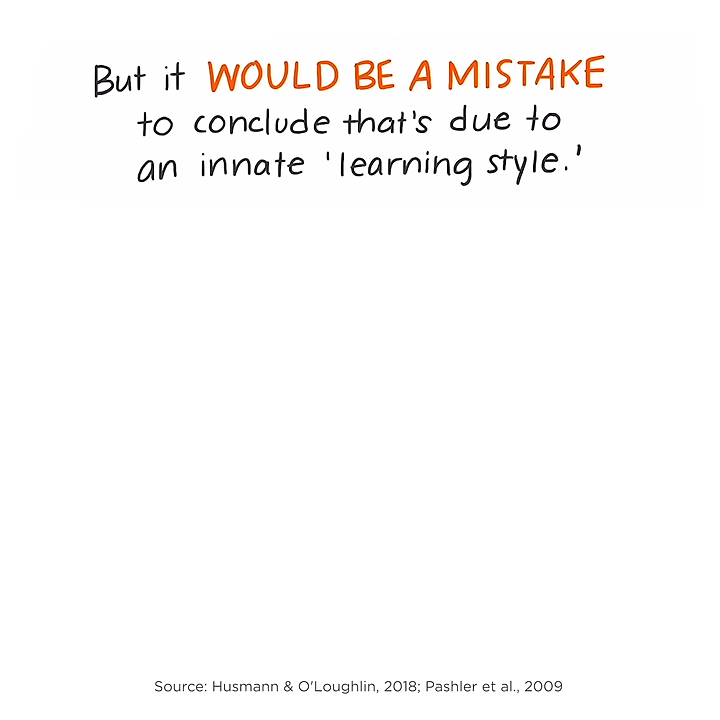 But it WOULD BE A MISTAKE
to conclude that's due to
an innate 'learning style.'
Source: Husmann & O'Loughlin, 2018; Pashler et al., 2009